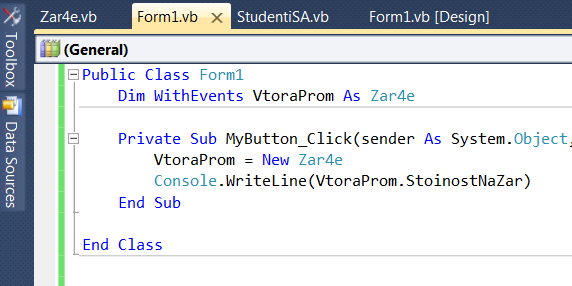 Zar4e.vb Form1.vb StudentiSA.vb Form1.vb [Design]
Toolbox
Data Sources
(General)
Public Class Form1
Dim WithEvents VtoraProm As Zar4e
Private Sub MyButton_Click(sender As System.Object,
VtoraProm = New Zar4e
Console.WriteLine(VtoraProm.StoinostNaZar)
End Sub
End Class